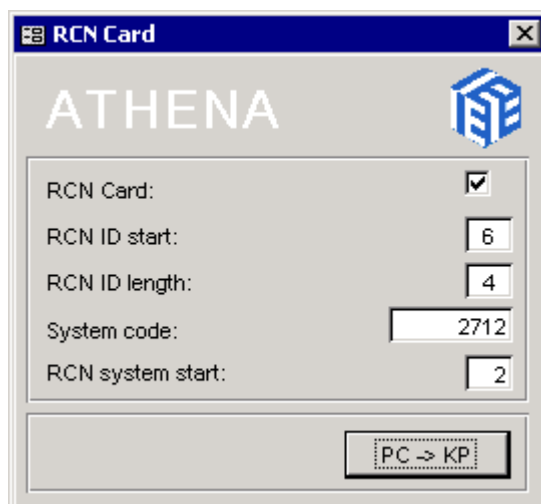 RCN Card
ATHENA
RCN Card:
RCN ID start: 6
RCN ID length: 4
System code: 2712
RCN system start: 2
PC -> KP